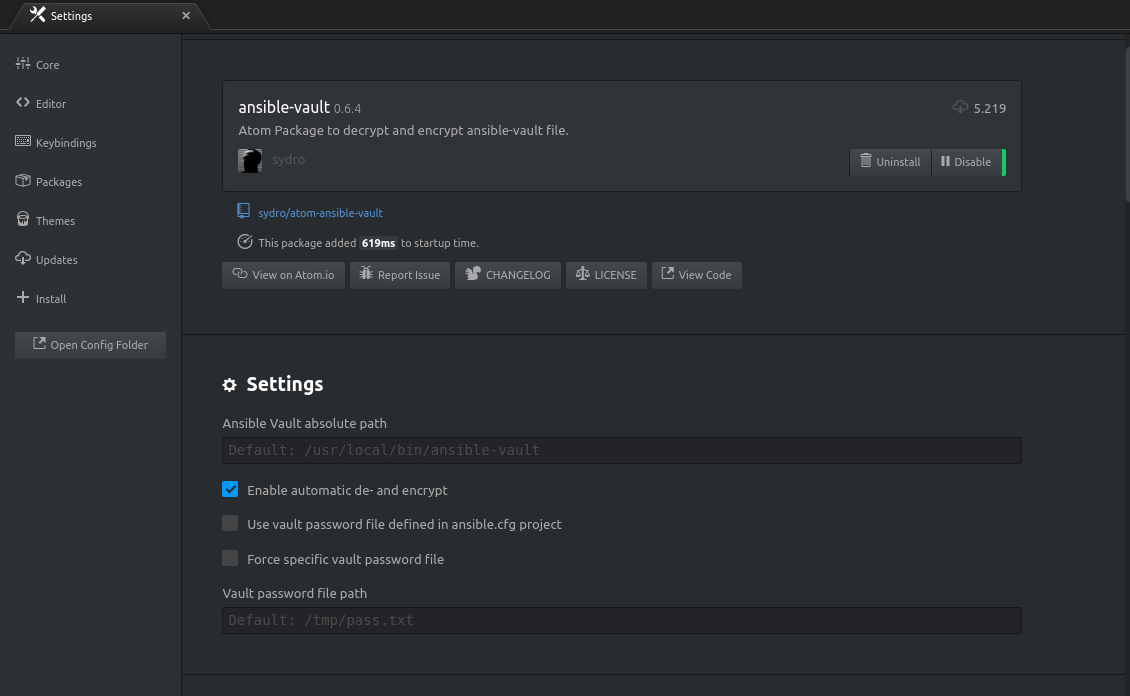 Settings
Core
Editor
Keybindings
Packages
Themes
Updates
Install
Open Config Folder
ansible-vault 0.6.4
5.219
Atom Package to decrypt and encrypt ansible-vault file.
sydro
Uninstall
Disable
sydro/atom-ansible-vault
This package added 619ms to startup time.
View on Atom.io
Report Issue
CHANGELOG
LICENSE
View Code
Settings
Ansible Vault absolute path
Default: /usr/local/bin/ansible-vault
Enable automatic de- and encrypt
Use vault password file defined in ansible.cfg project
Force specific vault password file
Vault password file path
Default: /tmp/pass.txt